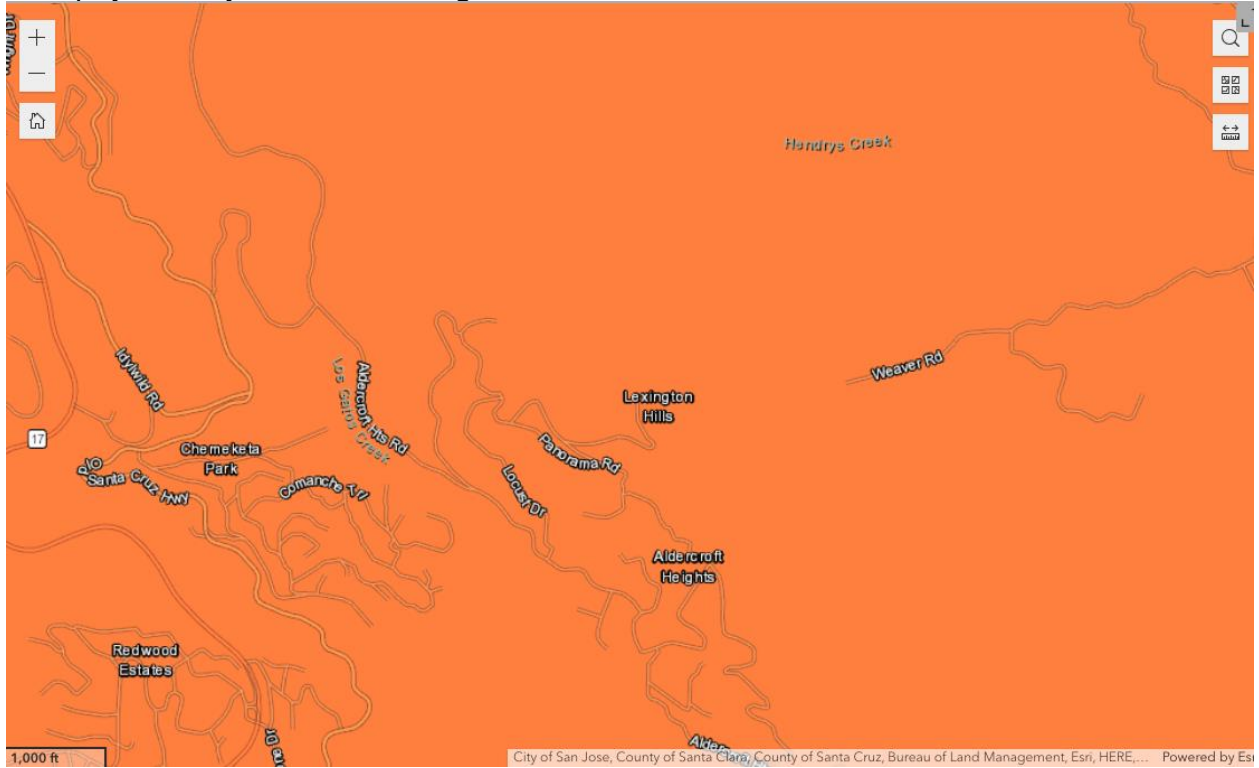 Hendrys Creek
Idylwild Rd
Los Gatos Creek
Aldercroft Hts Rd
Weaver Rd
Lexington
Hills
17
Chemeketa
Park
Panorama Rd
Old
Santa Cruz Hwy
Comanche Trl
Locust Dr
Aldercroft
Heights
Redwood
Estates
Dr
1,000 ft
City of San Jose, County of Santa Clara, County of Santa Cruz, Bureau of Land Management, Esri, HERE,...
Powered by Esri